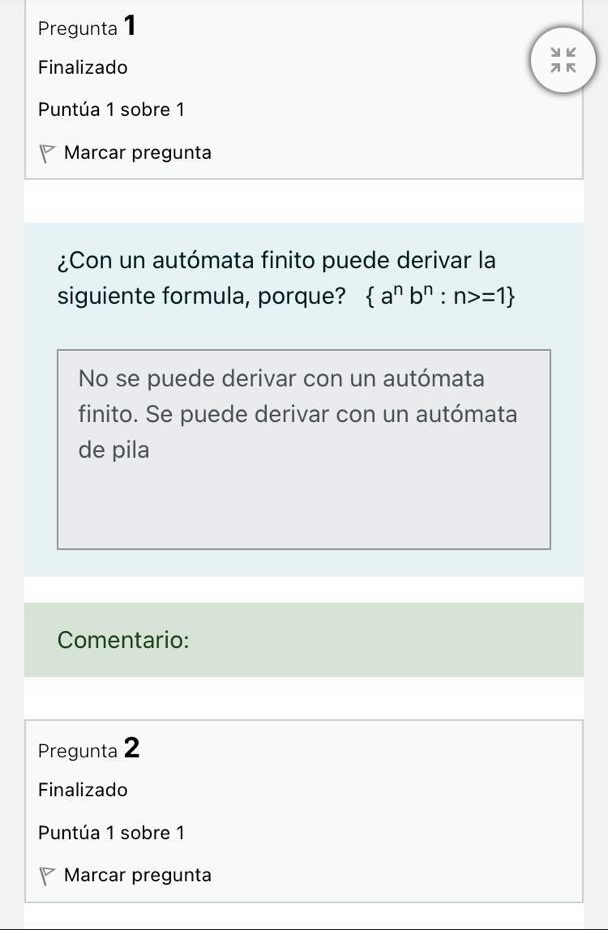 Pregunta 1
Finalizado
Puntúa 1 sobre 1
Marcar pregunta
¿Con un autómata finito puede derivar la
siguiente formula, porque? { aⁿ bⁿ : n>=1}
No se puede derivar con un autómata
finito. Se puede derivar con un autómata
de pila
Comentario:
Pregunta 2
Finalizado
Puntúa 1 sobre 1
Marcar pregunta